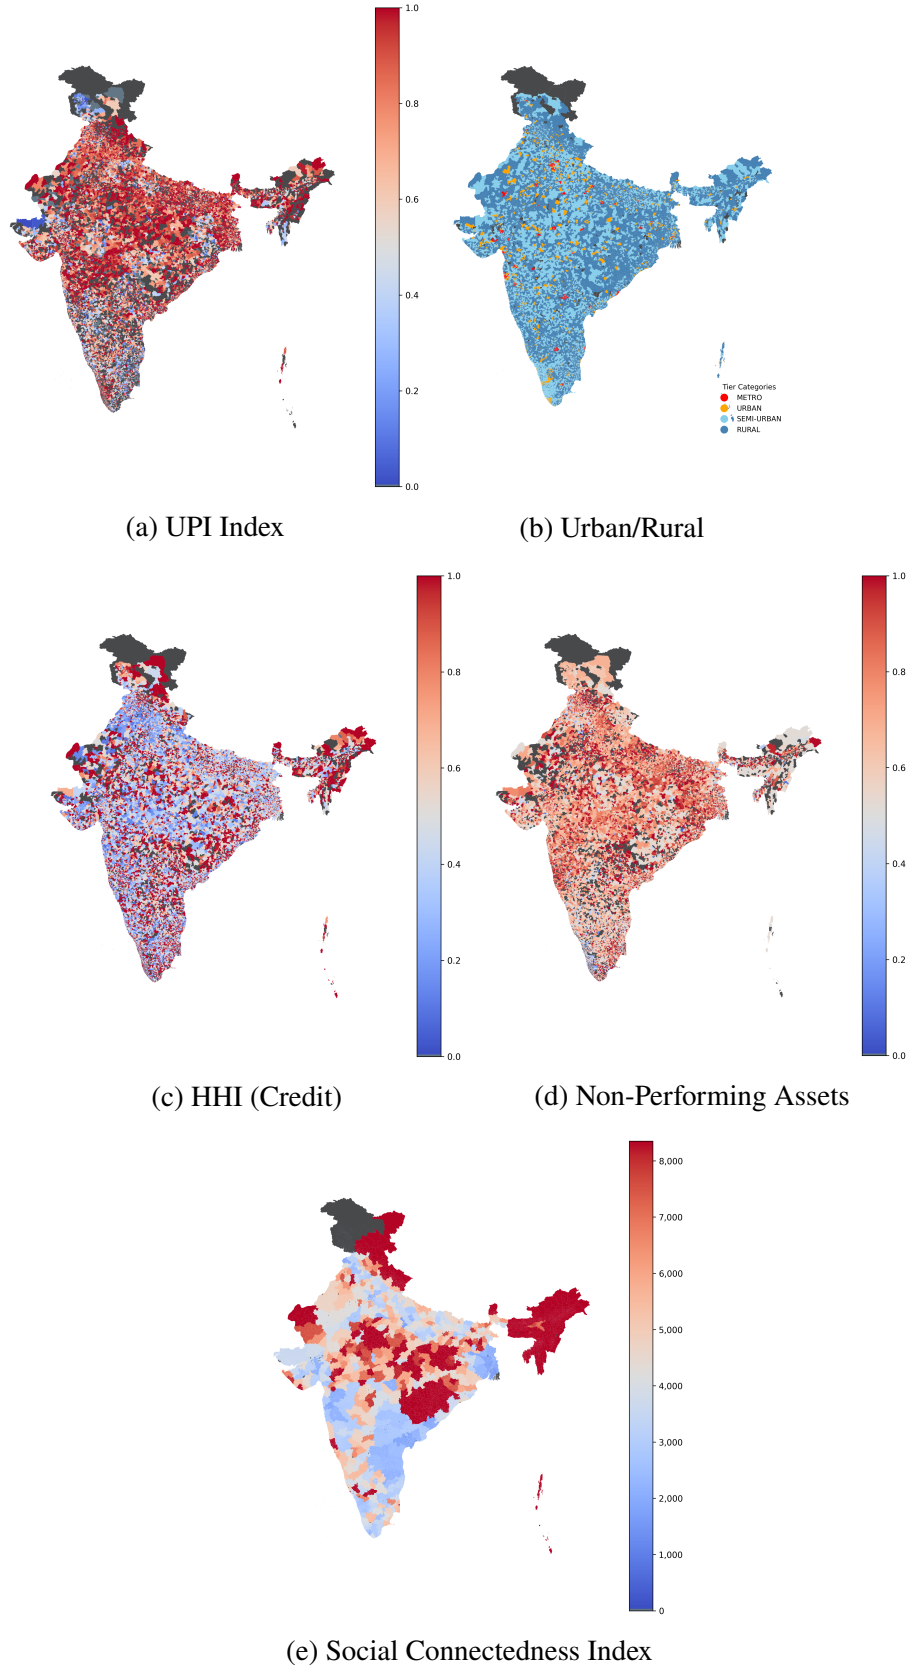 1.0
0.8
0.6
0.4
0.2
0.0
Tier Categories
METRO
URBAN
SEMI-URBAN
RURAL
(a) UPI Index
(b) Urban/Rural
1.0
0.8
0.6
0.4
0.2
0.0
1.0
0.8
0.6
0.4
0.2
0.0
(c) HHI (Credit)
(d) Non-Performing Assets
8,000
7,000
6,000
5,000
4,000
3,000
2,000
1,000
0
(e) Social Connectedness Index